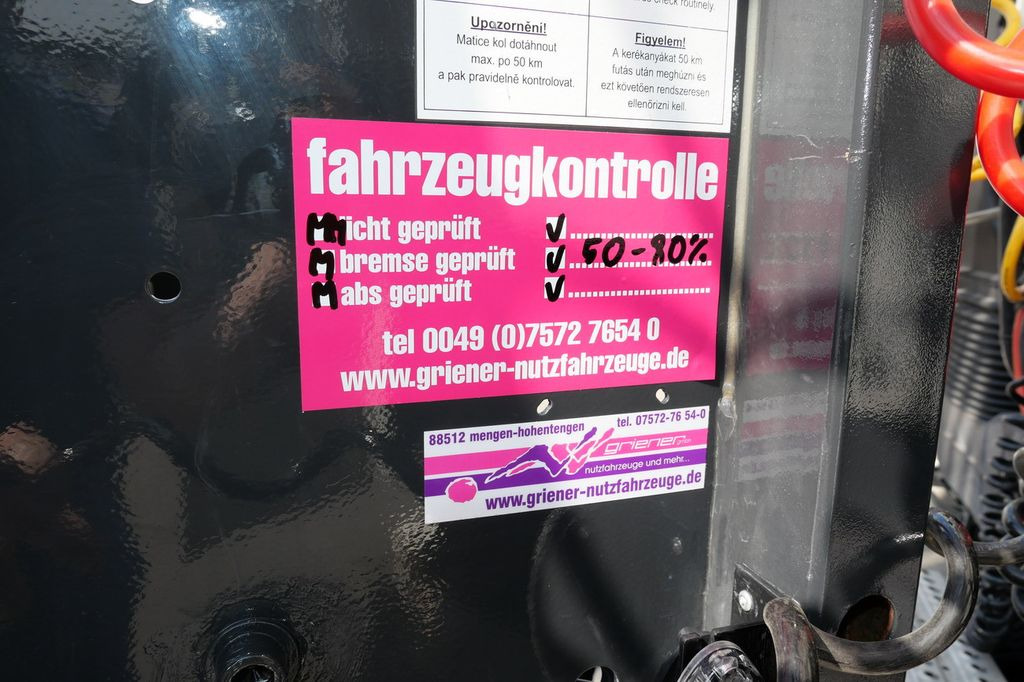 check routinely.
Upozornění!
Matice kol dotáhnout
max. po 50 km
a pak pravidelně kontrolovat.
Figyelem!
A kerékanyákat 50 km
futás után meghúzni és
ezt követően rendszeresen
ellenőrizni kell.
fahrzeugkontrolle
licht geprüft
bremse geprüft 50-80%
abs geprüft
tel 0049 (0)7572 7654 0
www.griener-nutzfahrzeuge.de
88512 mengen-hohentengen tel. 07572-76 54-0
griener gmbh
nutzfahrzeuge und mehr...
www.griener-nutzfahrzeuge.de